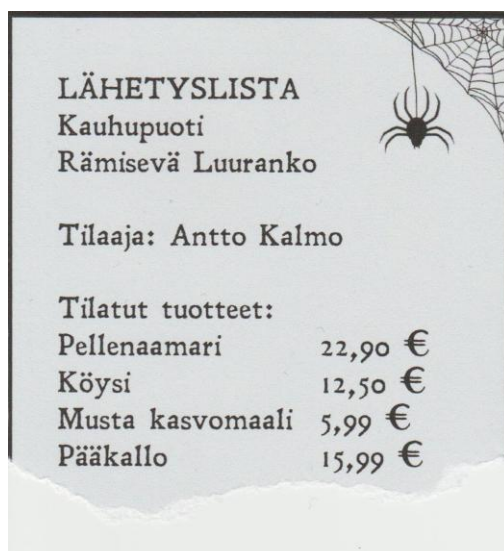 LÄHETYSLISTA
Kauhupuoti
Rämisevä Luuranko
Tilaaja: Antto Kalmo
Tilatut tuotteet:
Pellenaamari 22,90 €
Köysi 12,50 €
Musta kasvomaali 5,99 €
Pääkallo 15,99 €